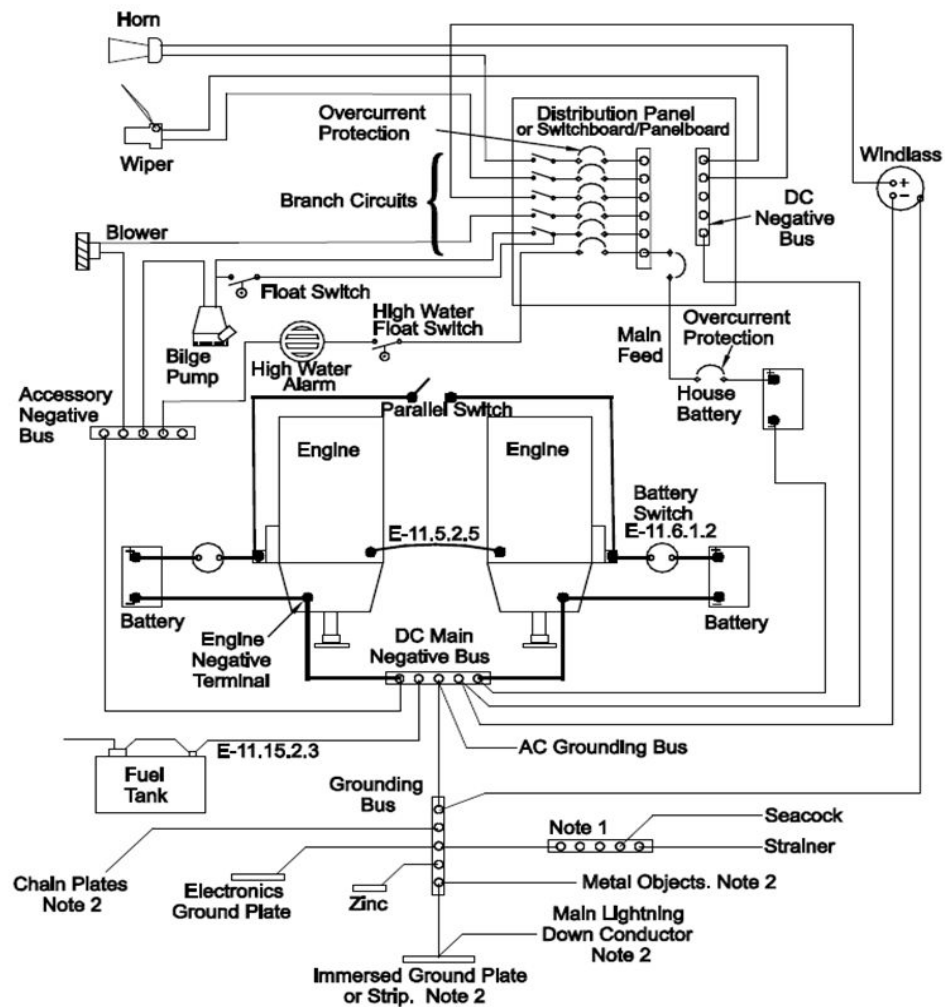 Horn
Wiper
Overcurrent
Protection
Distribution Panel
or Switchboard/Panelboard
Windlass
+
−
Branch Circuits
DC
Negative
Bus
Blower
Float Switch
High Water
Float Switch
Bilge
Pump
High Water
Alarm
Main
Feed
Overcurrent
Protection
House
Battery
+
−
Accessory
Negative
Bus
Parallel Switch
Engine
Engine
Battery
Switch
E-11.6.1.2
E-11.5.2.5
+
−
Battery
+
−
Battery
Engine
Negative
Terminal
DC Main
Negative Bus
AC Grounding Bus
E-11.15.2.3
Fuel
Tank
Grounding
Bus
Note 1
Seacock
Strainer
Chain Plates
Note 2
Electronics
Ground Plate
Zinc
Metal Objects. Note 2
Main Lightning
Down Conductor
Note 2
Immersed Ground Plate
or Strip. Note 2